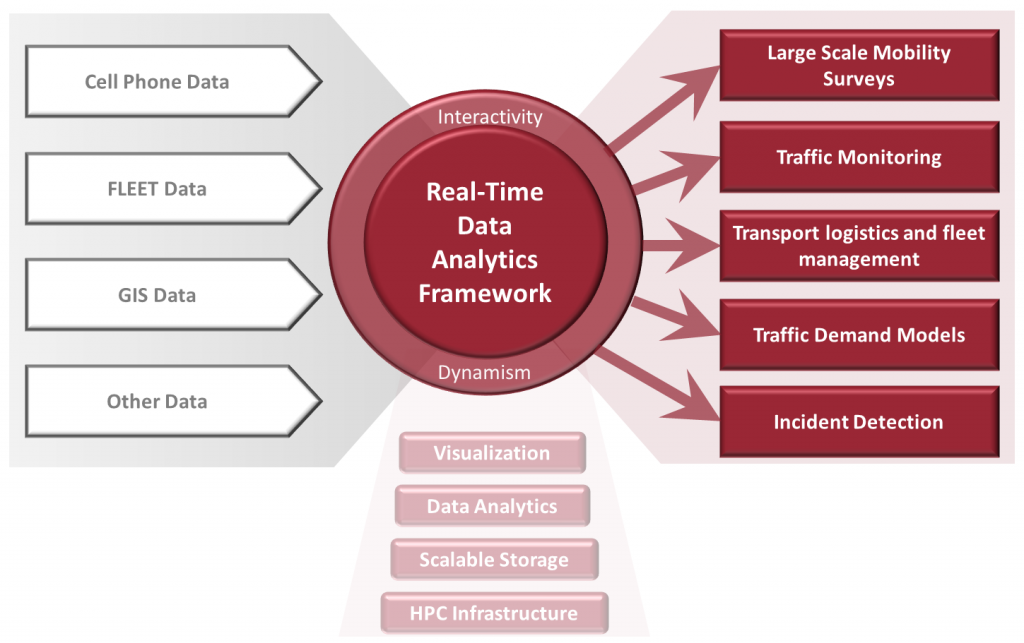 Cell Phone Data
FLEET Data
GIS Data
Other Data
Interactivity
Real-Time
Data
Analytics
Framework
Dynamism
Visualization
Data Analytics
Scalable Storage
HPC Infrastructure
Large Scale Mobility
Surveys
Traffic Monitoring
Transport logistics and fleet
management
Traffic Demand Models
Incident Detection